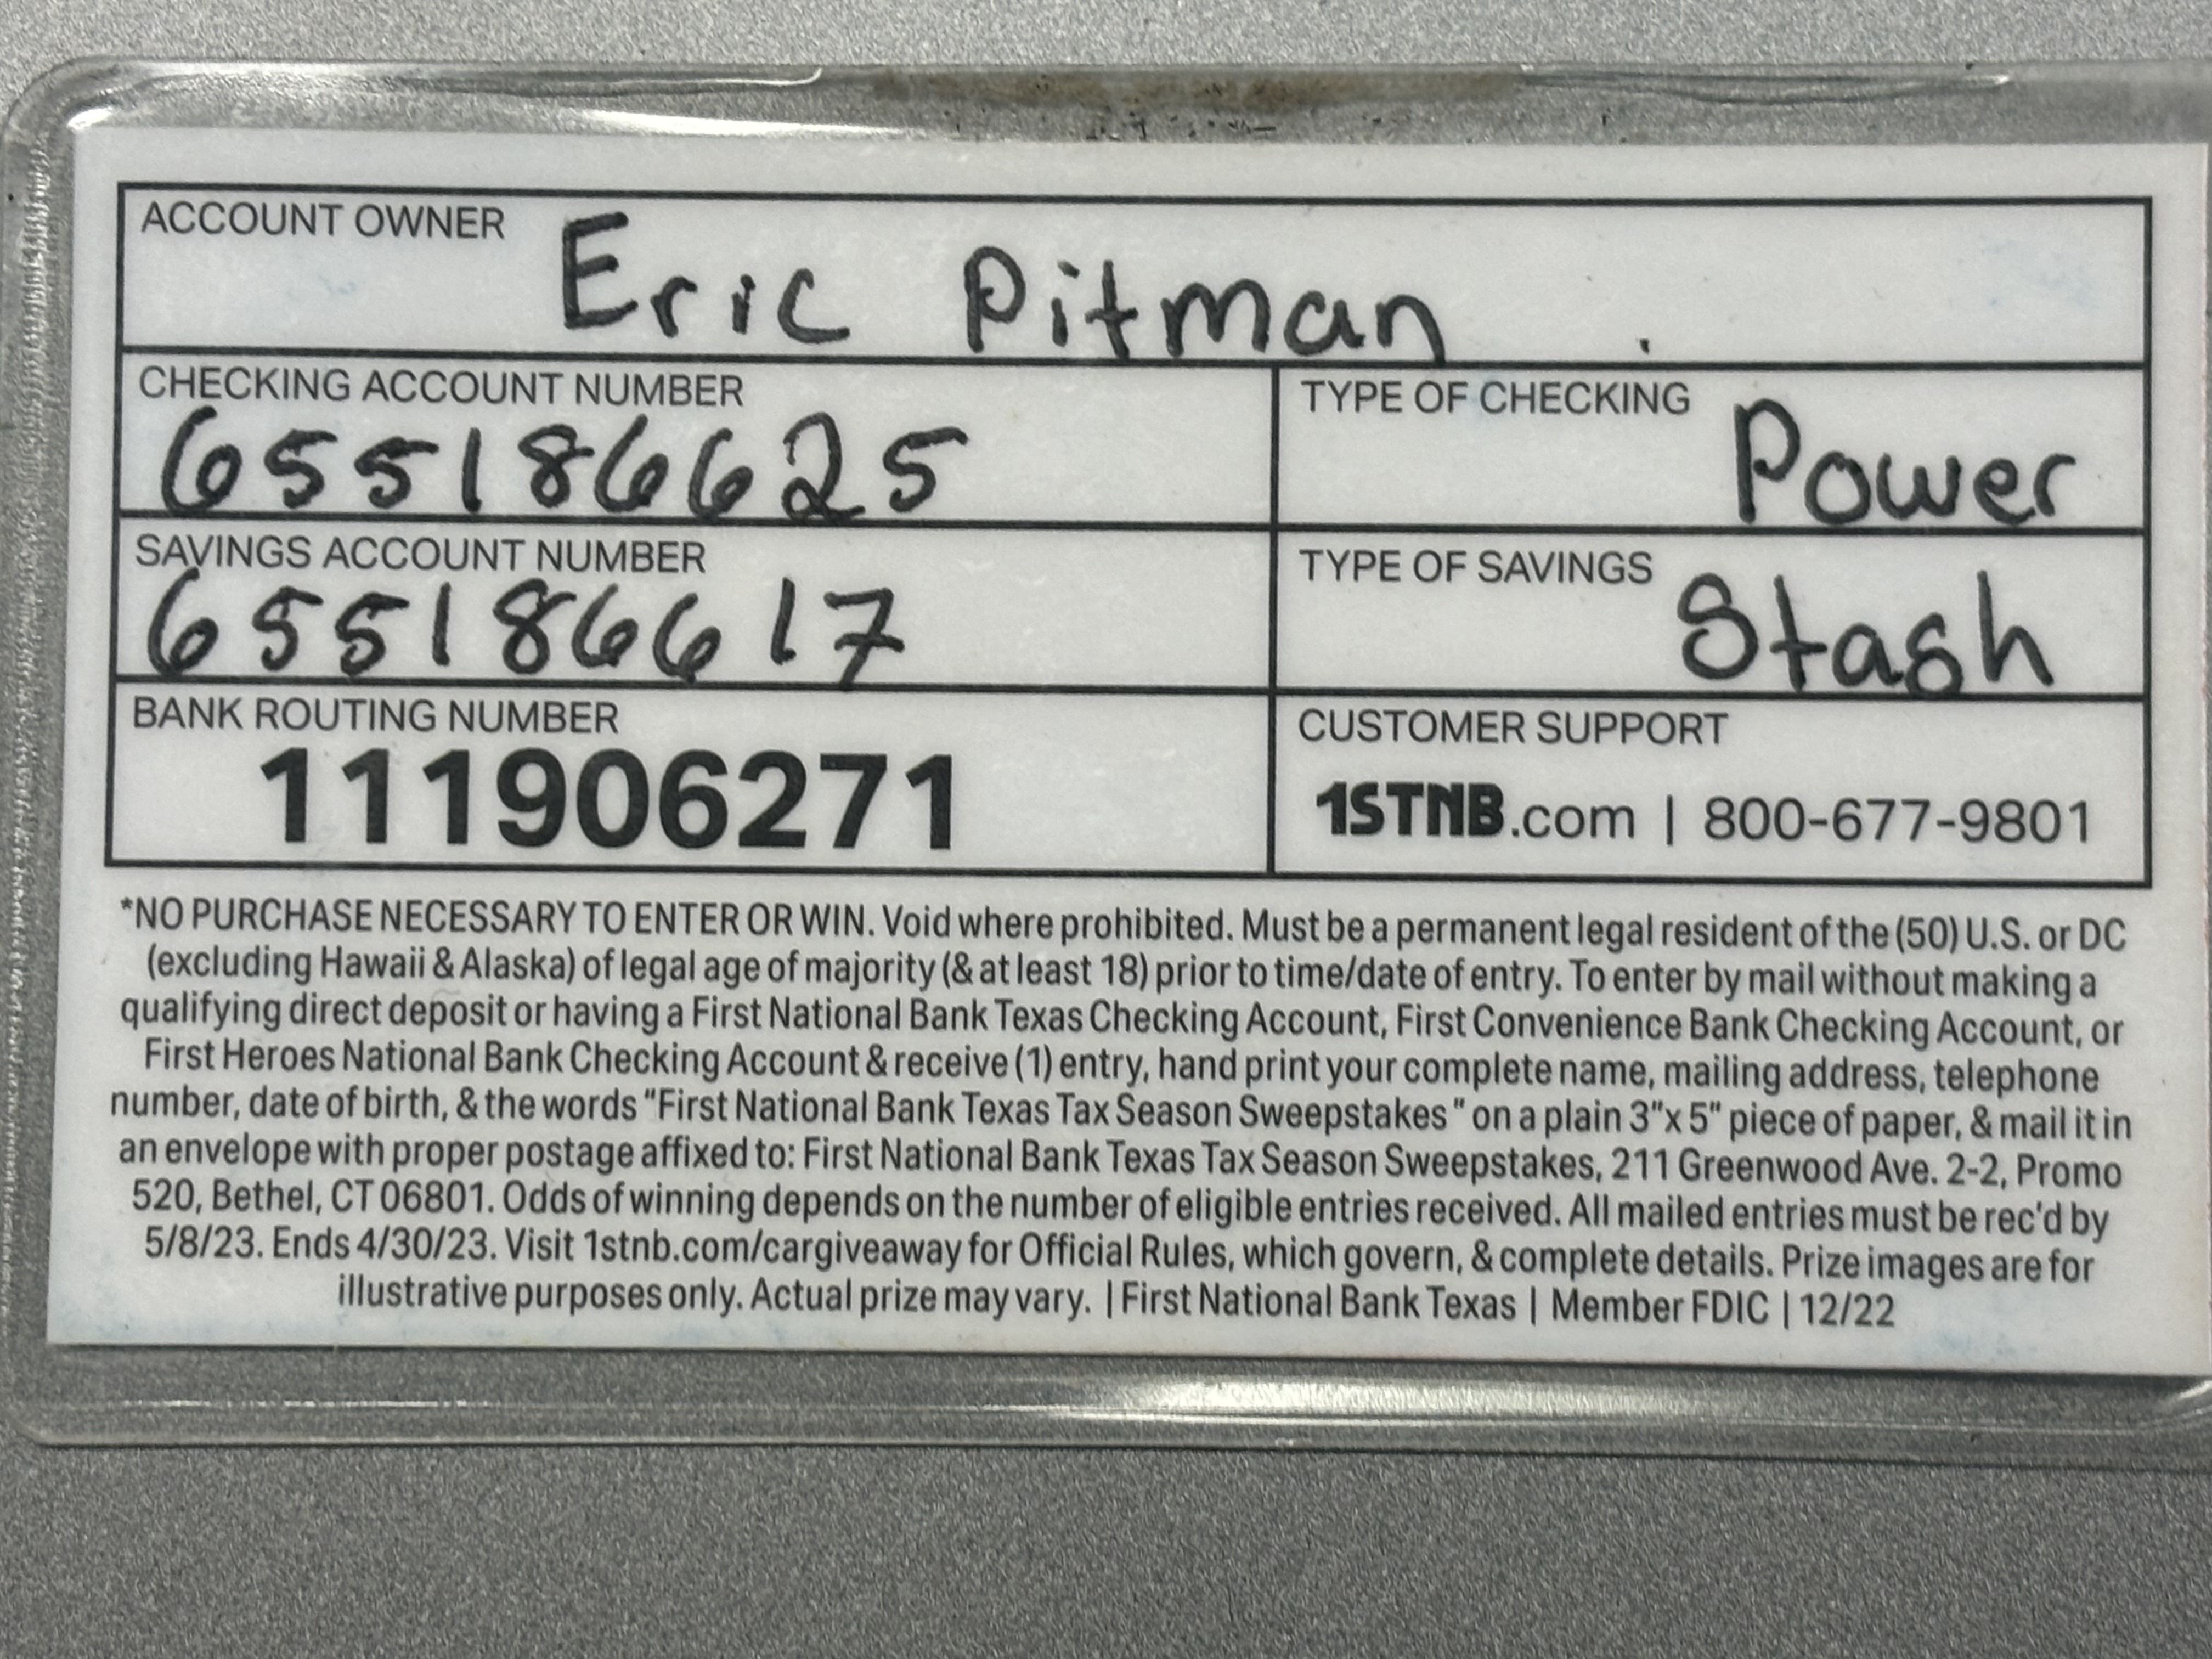 ACCOUNT OWNER Eric Pitman
CHECKING ACCOUNT NUMBER
655186625
TYPE OF CHECKING
Power
SAVINGS ACCOUNT NUMBER
655186617
TYPE OF SAVINGS
Stash
BANK ROUTING NUMBER
111906271
CUSTOMER SUPPORT
1STNB.com | 800-677-9801
*NO PURCHASE NECESSARY TO ENTER OR WIN. Void where prohibited. Must be a permanent legal resident of the (50) U.S. or DC
(excluding Hawaii & Alaska) of legal age of majority (& at least 18) prior to time/date of entry. To enter by mail without making a
qualifying direct deposit or having a First National Bank Texas Checking Account, First Convenience Bank Checking Account, or
First Heroes National Bank Checking Account & receive (1) entry, hand print your complete name, mailing address, telephone
number, date of birth, & the words "First National Bank Texas Tax Season Sweepstakes" on a plain 3"x 5" piece of paper, & mail it in
an envelope with proper postage affixed to: First National Bank Texas Tax Season Sweepstakes, 211 Greenwood Ave. 2-2, Promo
520, Bethel, CT 06801. Odds of winning depends on the number of eligible entries received. All mailed entries must be rec'd by
5/8/23. Ends 4/30/23. Visit 1stnb.com/cargiveaway for Official Rules, which govern, & complete details. Prize images are for
illustrative purposes only. Actual prize may vary. | First National Bank Texas | Member FDIC | 12/22